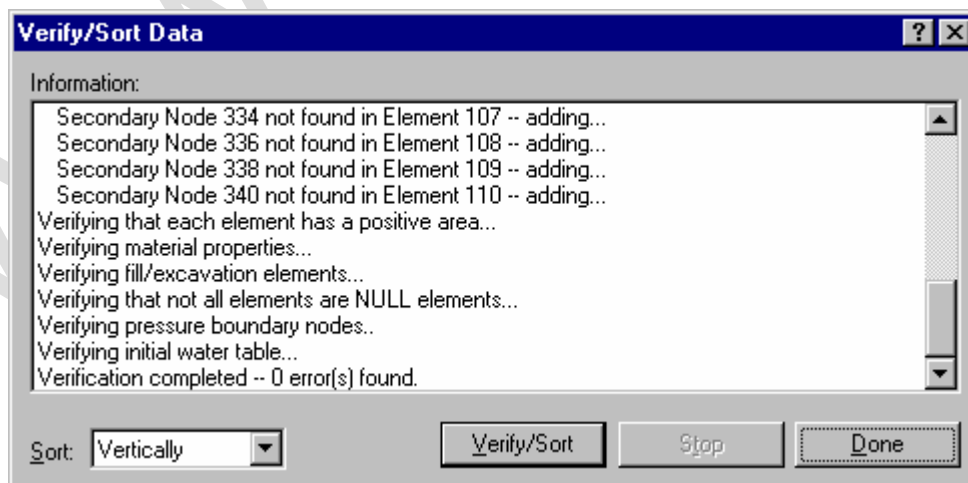 Verify/Sort Data
Information:
Secondary Node 334 not found in Element 107 -- adding...
Secondary Node 336 not found in Element 108 -- adding...
Secondary Node 338 not found in Element 109 -- adding...
Secondary Node 340 not found in Element 110 -- adding...
Verifying that each element has a positive area...
Verifying material properties...
Verifying fill/excavation elements...
Verifying that not all elements are NULL elements...
Verifying pressure boundary nodes..
Verifying initial water table...
Verification completed -- 0 error(s) found.
Sort: Vertically Verify/Sort Stop Done